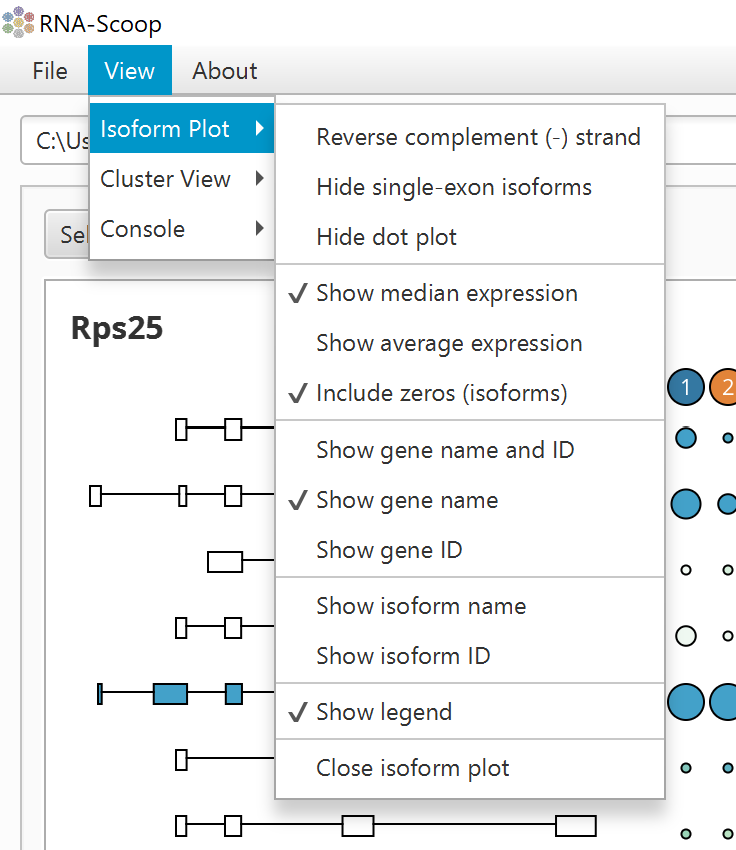 RNA-Scoop
File View About
C:\Us
Isoform Plot
Cluster View
Console
Sel
Reverse complement (-) strand
Hide single-exon isoforms
Hide dot plot
✓ Show median expression
Show average expression
✓ Include zeros (isoforms)
Show gene name and ID
✓ Show gene name
Show gene ID
Show isoform name
Show isoform ID
✓ Show legend
Close isoform plot
Rps25
1 2